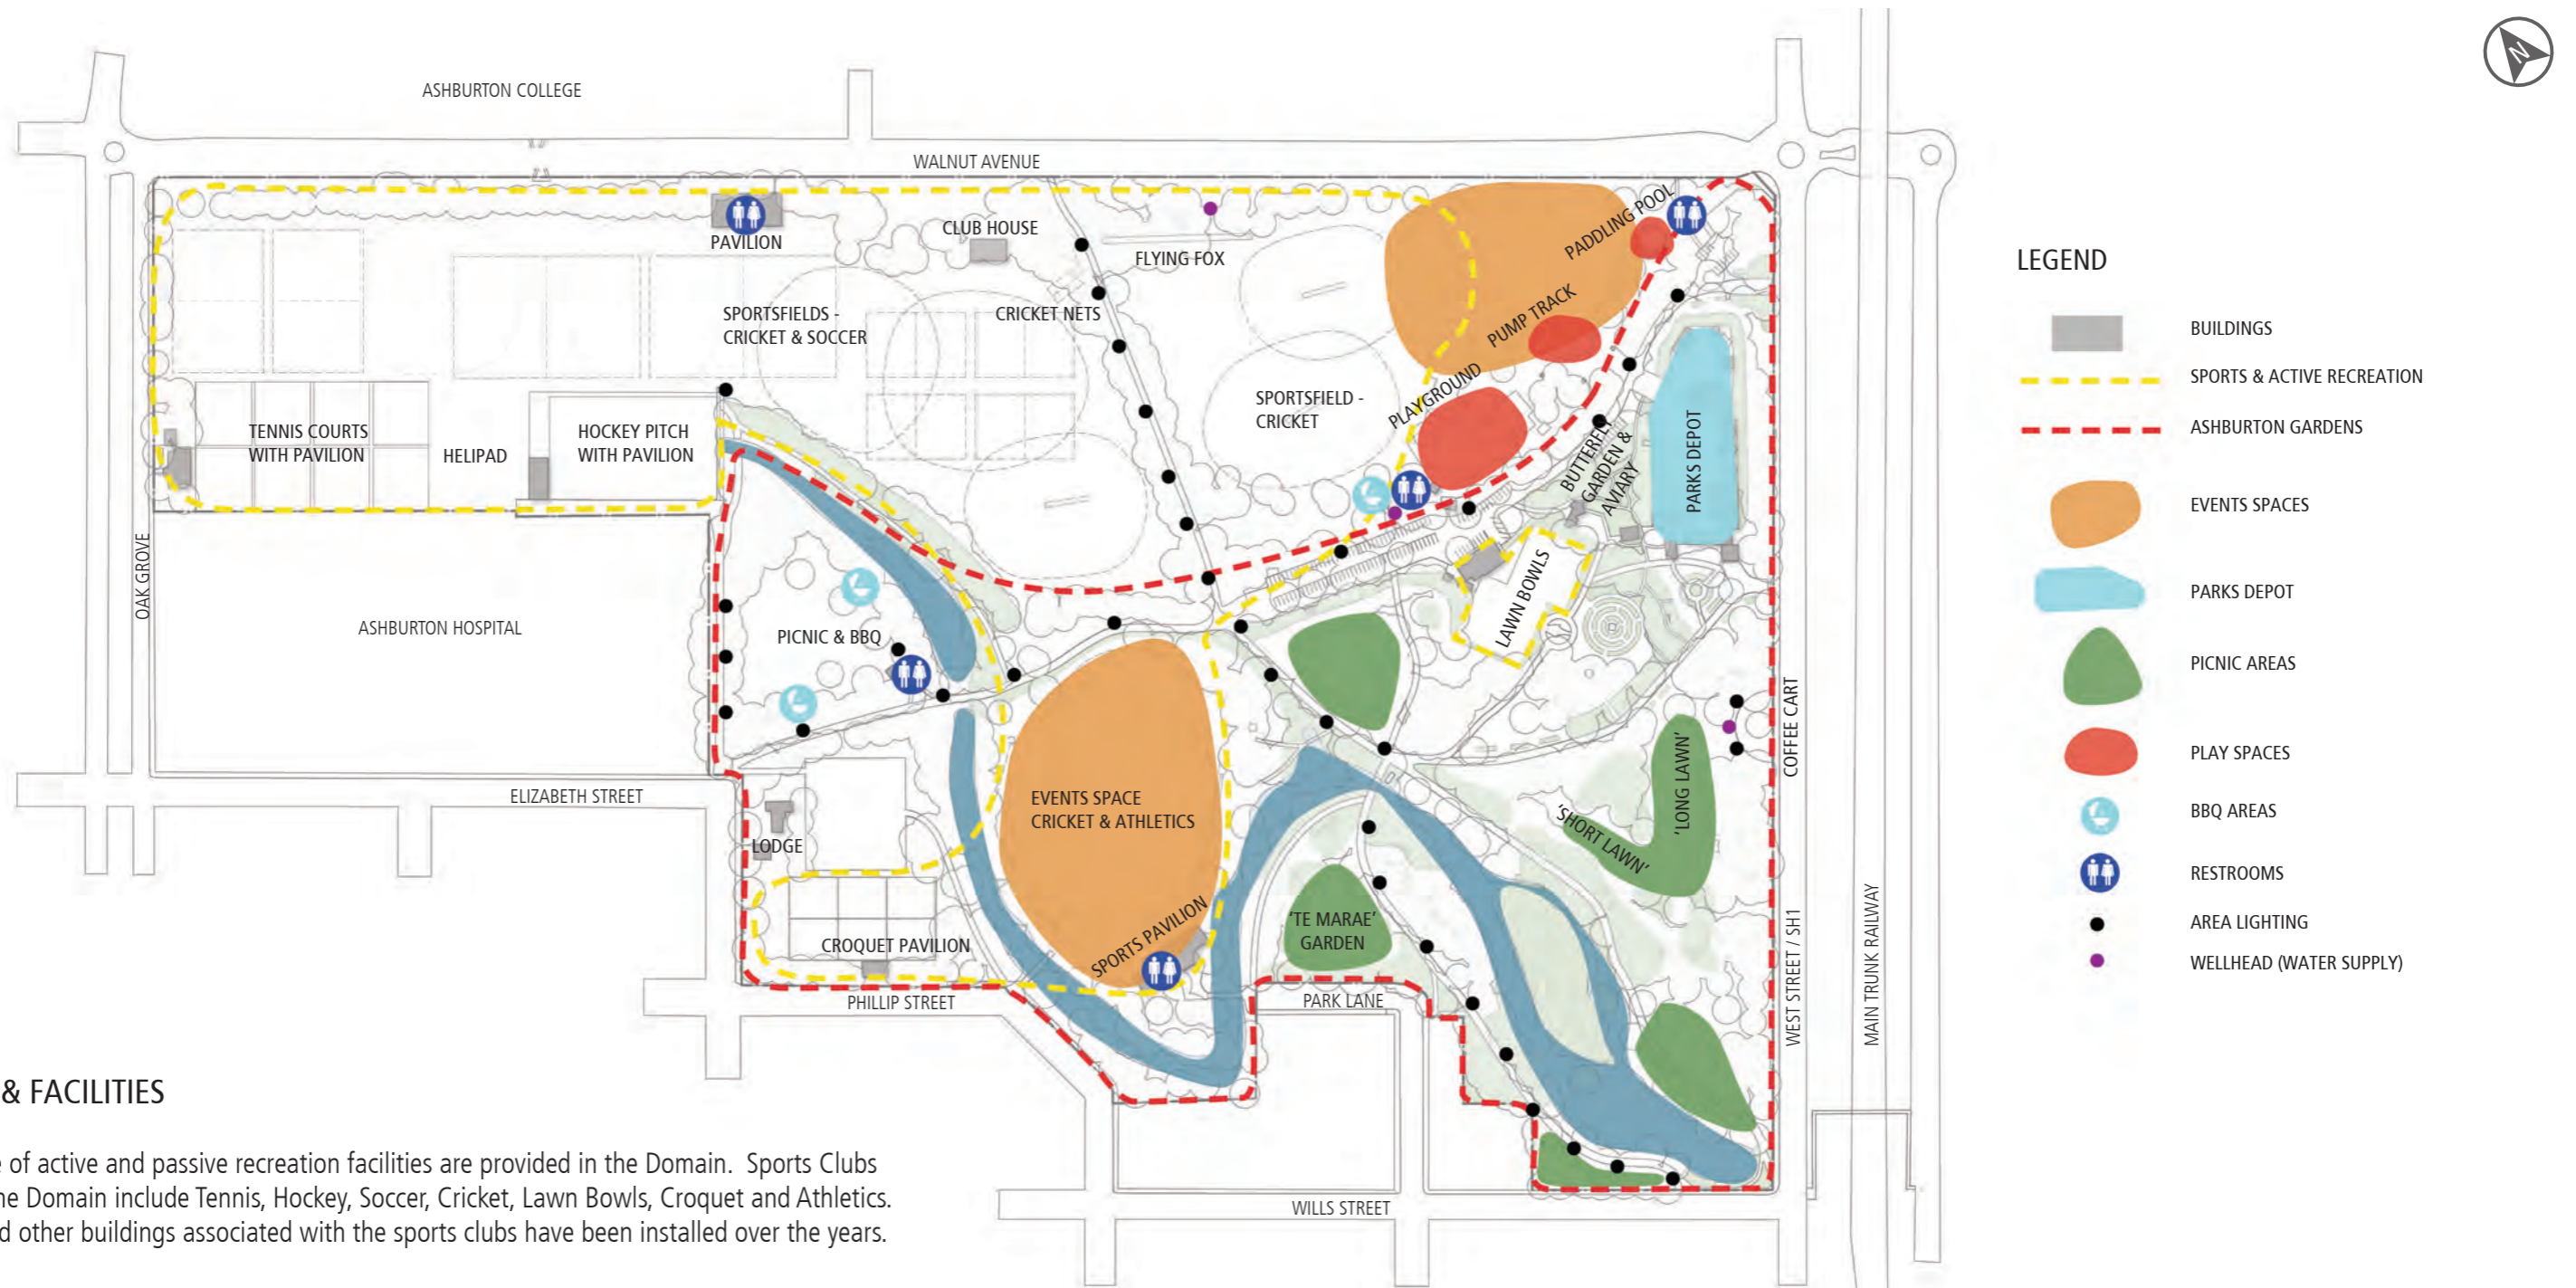 N
ASHBURTON COLLEGE
WALNUT AVENUE
PAVILION
CLUB HOUSE
FLYING FOX
PADDLING POOL
PUMP TRACK
SPORTSFIELDS -
CRICKET & SOCCER
CRICKET NETS
SPORTSFIELD -
CRICKET
PLAYGROUND
TENNIS COURTS
WITH PAVILION
HELIPAD
HOCKEY PITCH
WITH PAVILION
BUTTERFLY
GARDEN &
AVIARY
PARKS DEPOT
OAK GROVE
ASHBURTON HOSPITAL
PICNIC & BBQ
LAWN BOWLS
ELIZABETH STREET
EVENTS SPACE
CRICKET & ATHLETICS
LODGE
'SHORT LAWN'
'LONG LAWN'
COFFEE CART
'TE MARAE'
GARDEN
SPORTS PAVILION
CROQUET PAVILION
PHILLIP STREET
PARK LANE
WEST STREET / SH1
MAIN TRUNK RAILWAY
WILLS STREET
LEGEND
BUILDINGS
SPORTS & ACTIVE RECREATION
ASHBURTON GARDENS
EVENTS SPACES
PARKS DEPOT
PICNIC AREAS
PLAY SPACES
BBQ AREAS
RESTROOMS
AREA LIGHTING
WELLHEAD (WATER SUPPLY)
& FACILITIES
of active and passive recreation facilities are provided in the Domain. Sports Clubs
Domain include Tennis, Hockey, Soccer, Cricket, Lawn Bowls, Croquet and Athletics.
other buildings associated with the sports clubs have been installed over the years.